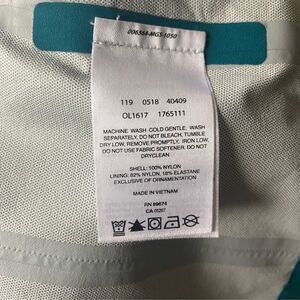 006384-MGS-1050
119 0518 40409
OL1617 1765111
MACHINE WASH COLD GENTLE. WASH
SEPARATELY, DO NOT BLEACH, TUMBLE
DRY LOW, REMOVE PROMPTLY. IRON LOW,
DO NOT USE FABRIC SOFTENER. DO NOT
DRYCLEAN
SHELL: 100% NYLON
LINING: 82% NYLON, 18% ELASTANE
EXCLUSIVE OF ORNAMENTATION
MADE IN VIETNAM
RN 89674
CA 05267